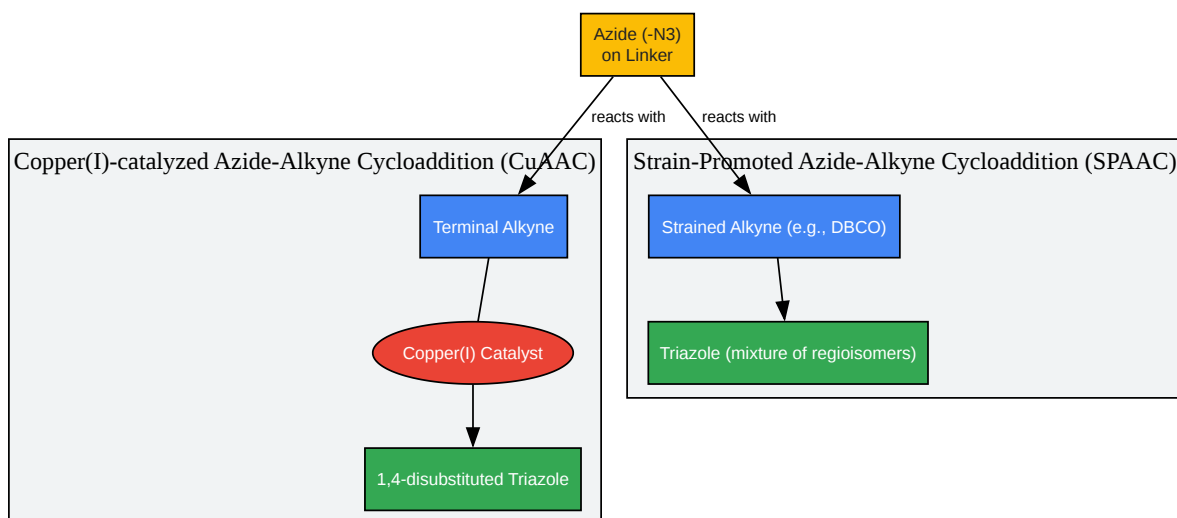 Azide (-N3)
on Linker
reacts with
reacts with
Copper(I)-catalyzed Azide-Alkyne Cycloaddition (CuAAC)
Terminal Alkyne
Copper(I) Catalyst
1,4-disubstituted Triazole
Strain-Promoted Azide-Alkyne Cycloaddition (SPAAC)
Strained Alkyne (e.g., DBCO)
Triazole (mixture of regioisomers)